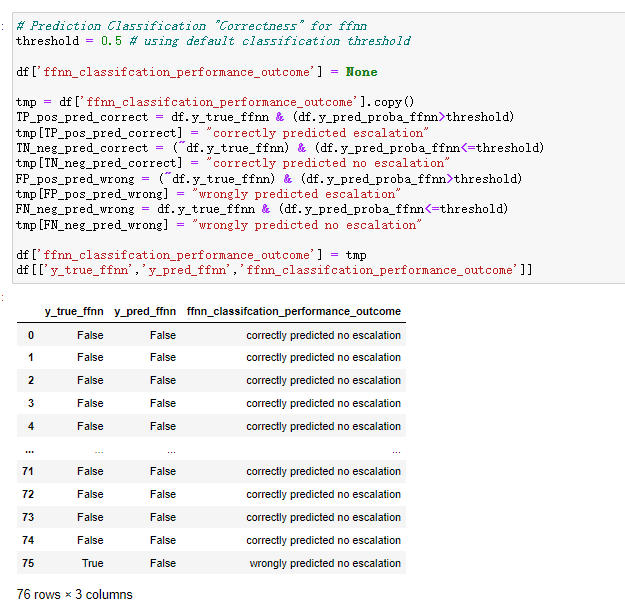 # Prediction Classification "Correctness" for ffnn
threshold = 0.5 # using default classification threshold
df['ffnn_classifcation_performance_outcome'] = None
tmp = df['ffnn_classifcation_performance_outcome'].copy()
TP_pos_pred_correct = df.y_true_ffnn & (df.y_pred_proba_ffnn>threshold)
tmp[TP_pos_pred_correct] = "correctly predicted escalation"
TN_neg_pred_correct = (~df.y_true_ffnn) & (df.y_pred_proba_ffnn<=threshold)
tmp[TN_neg_pred_correct] = "correctly predicted no escalation"
FP_pos_pred_wrong = (~df.y_true_ffnn) & (df.y_pred_proba_ffnn>threshold)
tmp[FP_pos_pred_wrong] = "wrongly predicted escalation"
FN_neg_pred_wrong = df.y_true_ffnn & (df.y_pred_proba_ffnn<=threshold)
tmp[FN_neg_pred_wrong] = "wrongly predicted no escalation"
df['ffnn_classifcation_performance_outcome'] = tmp
df[['y_true_ffnn','y_pred_ffnn','ffnn_classifcation_performance_outcome']]
y_true_ffnn y_pred_ffnn ffnn_classifcation_performance_outcome
0 False False correctly predicted no escalation
1 False False correctly predicted no escalation
2 False False correctly predicted no escalation
3 False False correctly predicted no escalation
4 False False correctly predicted no escalation
... ... ... ...
71 False False correctly predicted no escalation
72 False False correctly predicted no escalation
73 False False correctly predicted no escalation
74 False False correctly predicted no escalation
75 True False wrongly predicted no escalation
76 rows × 3 columns